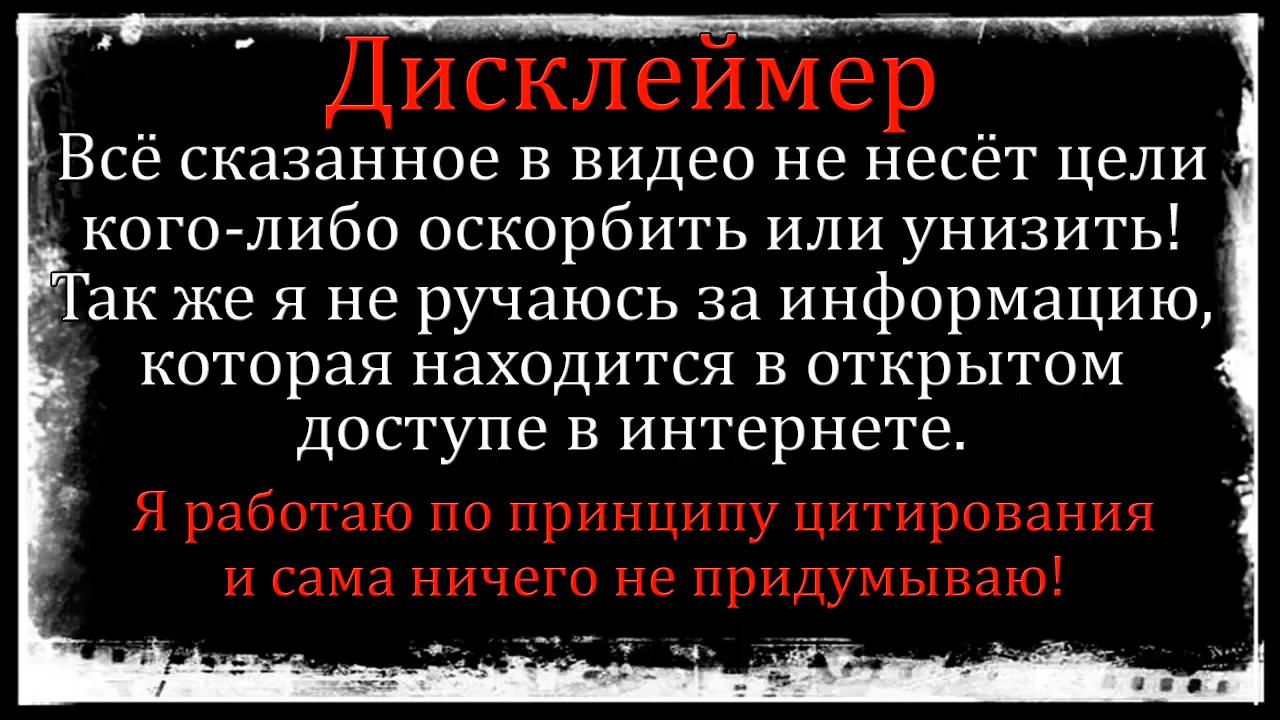 Дисклеймер
Всё сказанное в видео не несёт цели
кого-либо оскорбить или унизить!
Так же я не ручаюсь за информацию,
которая находится в открытом
доступе в интернете.
Я работаю по принципу цитирования
и сама ничего не придумываю!